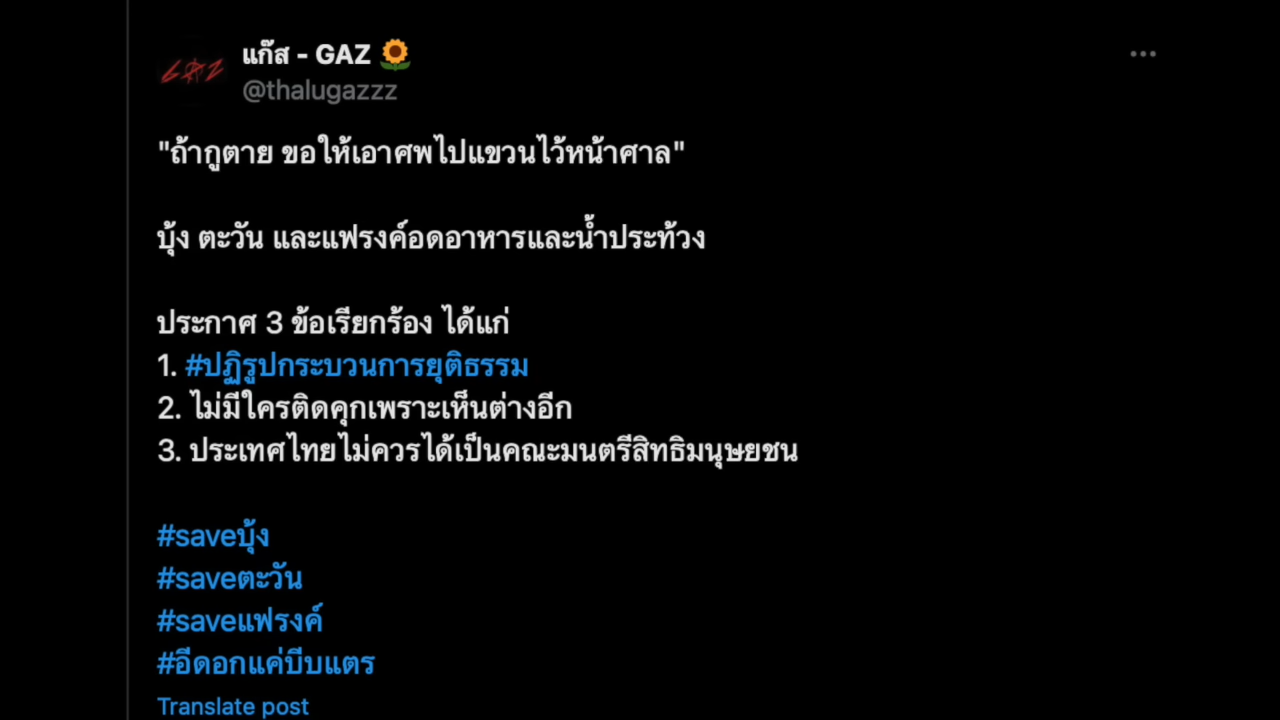 GAZ
แก๊ส - GAZ 🌻
@thalugazzz
"ถ้ากูตาย ขอให้เอาศพไปแขวนไว้หน้าศาล"
บุ้ง ตะวัน และแฟรงค์อดอาหารและน้ำประท้วง
ประกาศ 3 ข้อเรียกร้อง ได้แก่
1. #ปฏิรูปกระบวนการยุติธรรม
2. ไม่มีใครติดคุกเพราะเห็นต่างอีก
3. ประเทศไทยไม่ควรได้เป็นคณะมนตรีสิทธิมนุษยชน
#saveบุ้ง
#saveตะวัน
#saveแฟรงค์
#อีดอกแค่บีบแตร
Translate post